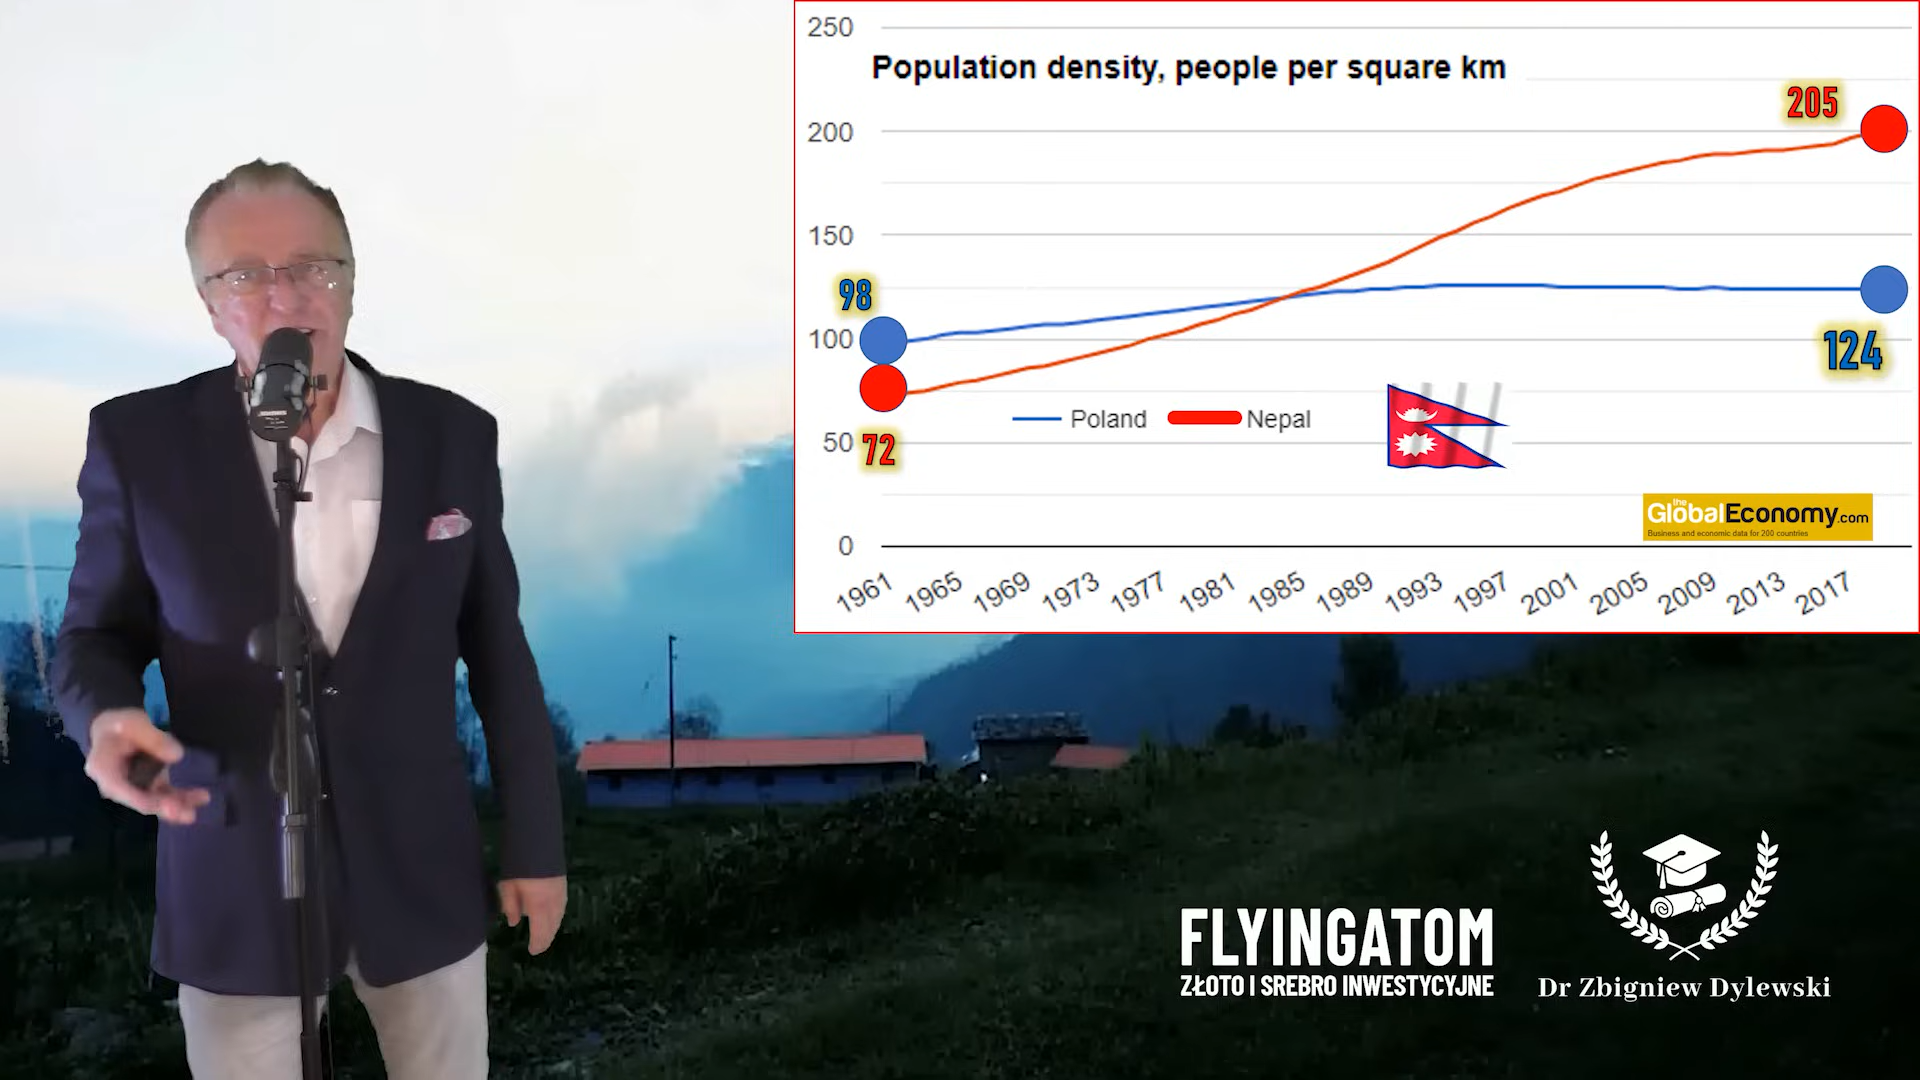 Population density, people per square km
250
200
150
100
50
0
205
98
124
72
Poland
Nepal
the
GlobalEconomy.com
Business and economic data for 200 countries
1961
1965
1969
1973
1977
1981
1985
1989
1993
1997
2001
2005
2009
2013
2017
FLYINGATOM
ZŁOTO I SREBRO INWESTYCYJNE
Dr Zbigniew Dylewski